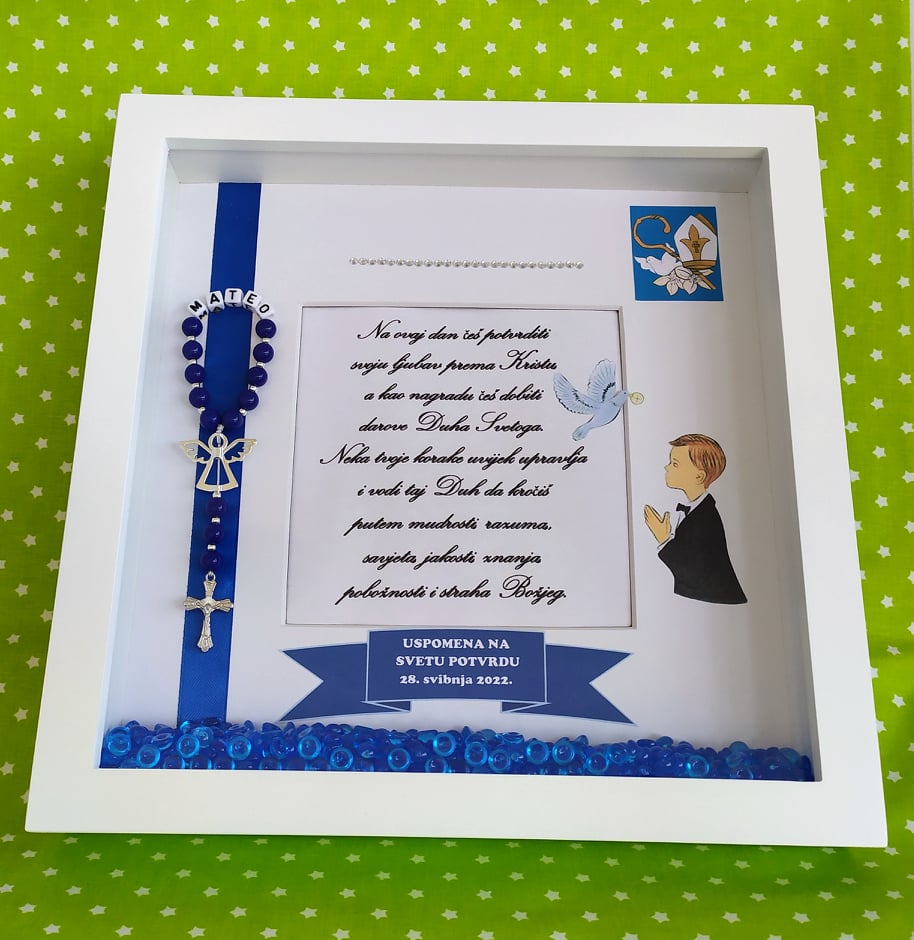 MATEO
Na ovaj dan ćeš potvrditi
svoju ljubav prema Kristu,
a kao nagradu ćeš dobiti
darove Duha Svetoga.
Neka tvoje korake uvijek upravlja
i vodi taj Duh da kročiš
putem mudrosti razuma,
savjeta, jakosti, znanja,
pobožnosti i straha Božjeg.
USPOMENA NA
SVETU POTVRDU
28. svibnja 2022.